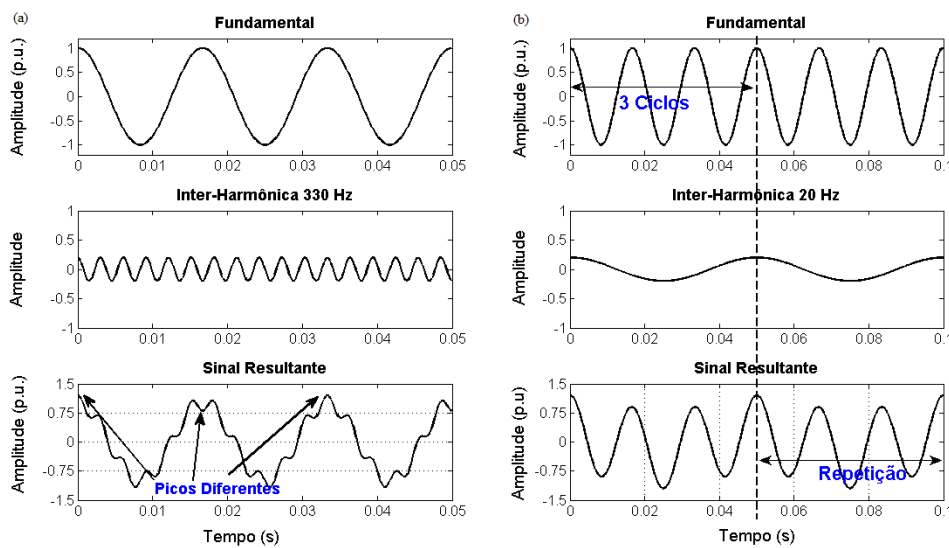 (a)
Fundamental
Amplitude (p.u.)
1
0.5
0
-0.5
-1
0 0.01 0.02 0.03 0.04 0.05
Inter-Harmônica 330 Hz
Amplitude
1
0.5
0
-0.5
-1
0 0.01 0.02 0.03 0.04 0.05
Sinal Resultante
Amplitude (p.u.)
1.5
0.75
0
-0.75
-1.5
Picos Diferentes
0 0.01 0.02 0.03 0.04 0.05
Tempo (s)
(b)
Fundamental
Amplitude (p.u.)
1
0.5
0
-0.5
-1
3 Ciclos
0 0.02 0.04 0.06 0.08 0.1
Inter-Harmônica 20 Hz
Amplitude
1
0.5
0
-0.5
-1
0 0.02 0.04 0.06 0.08 0.1
Sinal Resultante
Amplitude (p.u)
1.5
0.75
0
-0.75
-1.5
Repetição
0 0.02 0.04 0.06 0.08 0.1
Tempo (s)